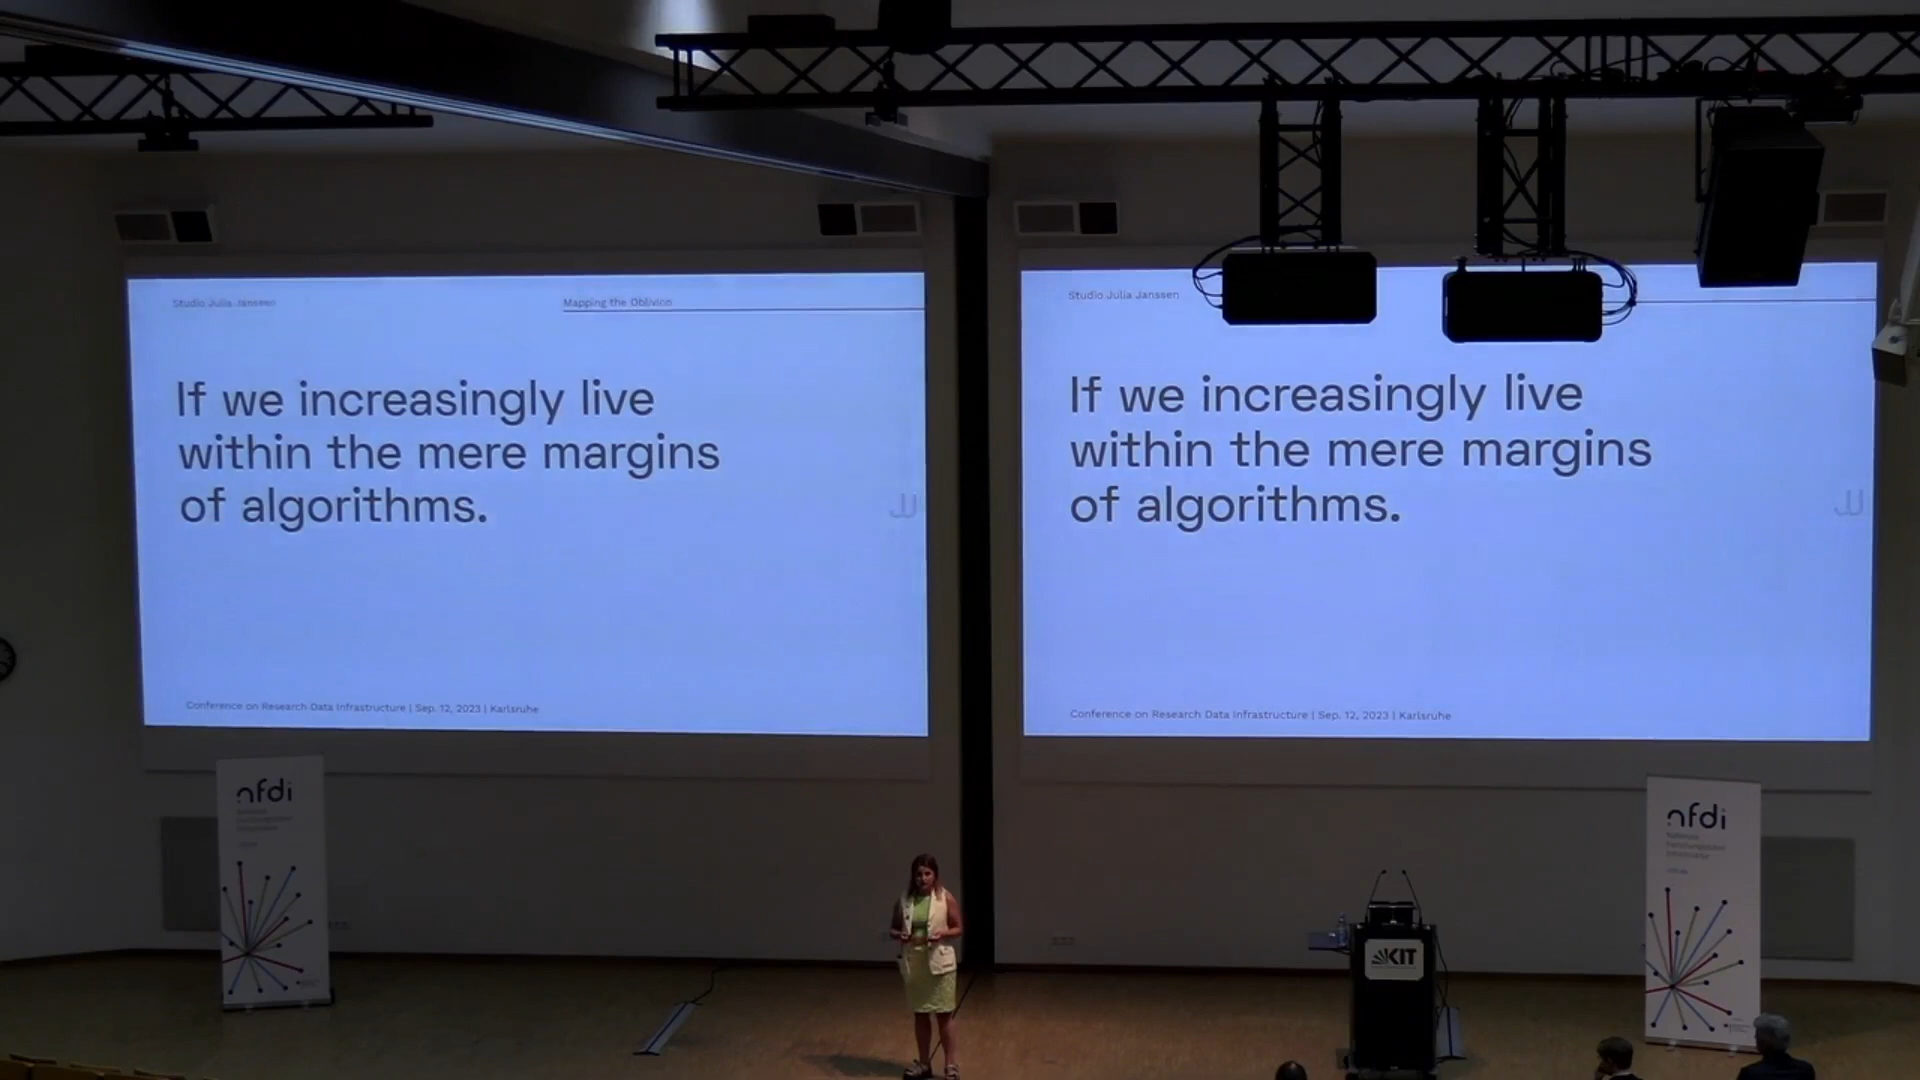 Studio Julia Janssen
Mapping the Oblivion
If we increasingly live
within the mere margins
of algorithms.
JJ
Conference on Research Data Infrastructure | Sep. 12, 2023 | Karlsruhe
Studio Julia Janssen
If we increasingly live
within the mere margins
of algorithms.
JJ
Conference on Research Data Infrastructure | Sep. 12, 2023 | Karlsruhe
nfdi
nfdi
KIT